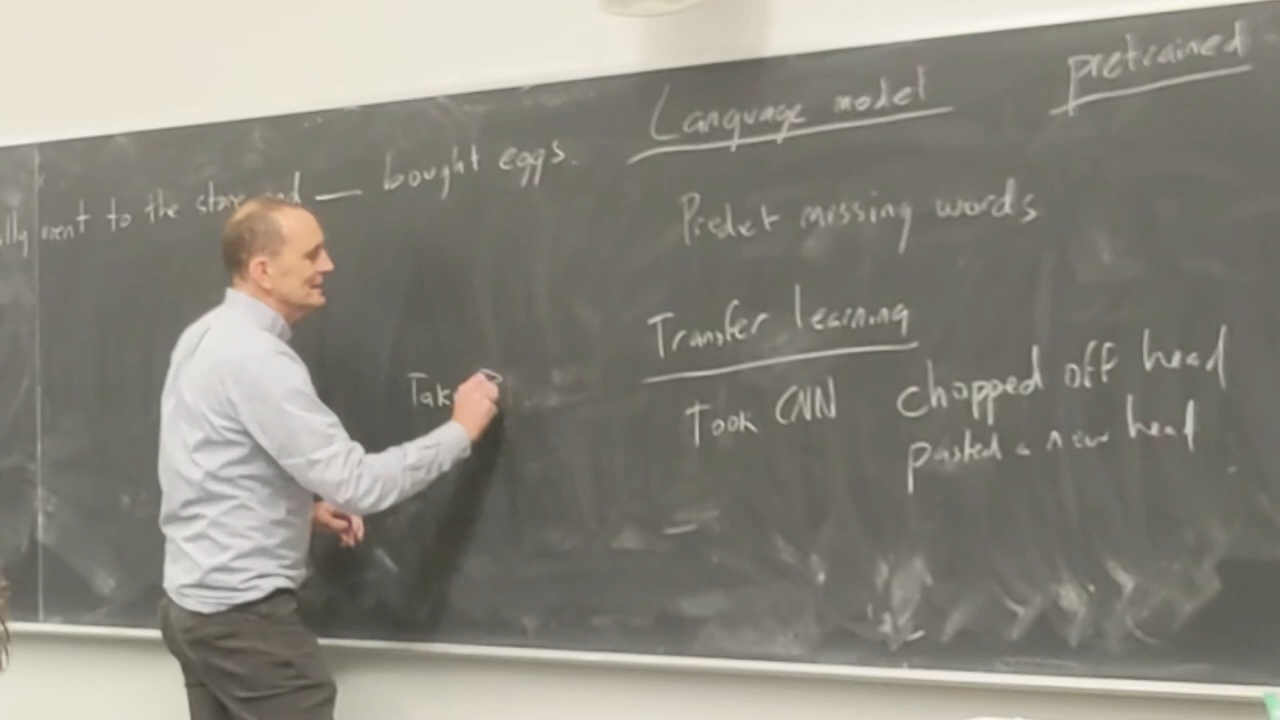 went to the store and __ bought eggs.
Language model
pretrained
Predict missing words
Transfer learning
Took CNN
chopped off head
pasted a new head
Tak